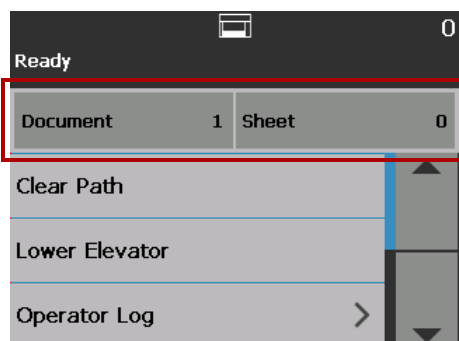 0
Ready
Document 1 Sheet 0
Clear Path
Lower Elevator
Operator Log